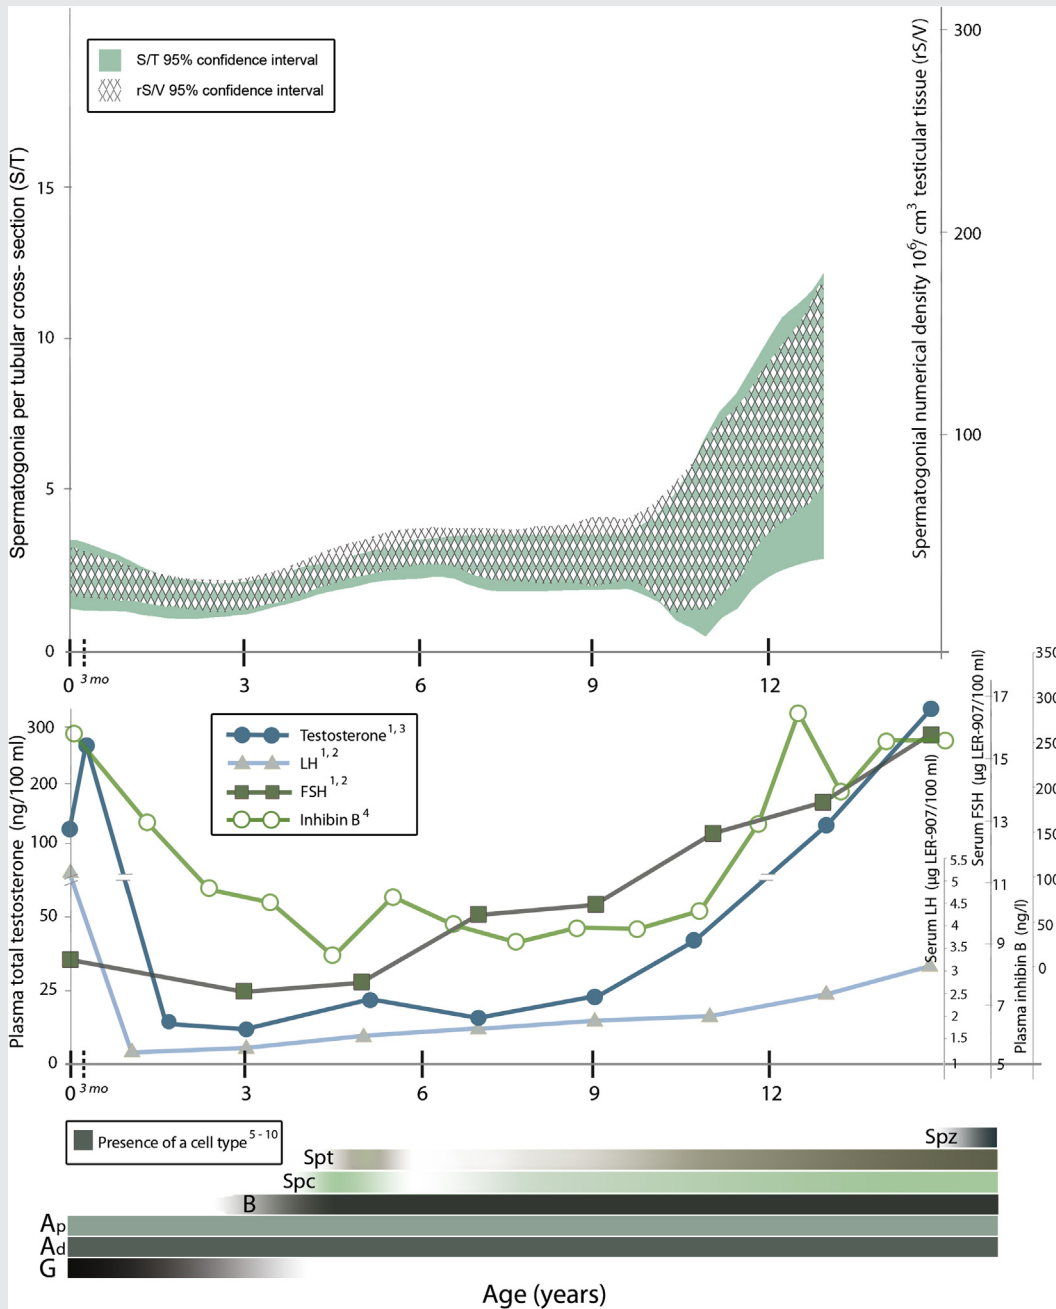 S/T 95% confidence interval
rS/V 95% confidence interval
Spermatogonia per tubular cross- section (S/T)
15
10
5
0
Spermatogonial numerical density 10⁶/ cm³ testicular tissue (rS/V)
300
200
100
0 3 mo 3 6 9 12
Plasma total testosterone (ng/100 ml)
300
200
100
50
25
0
Testosterone¹,³
LH¹,²
FSH¹,²
Inhibin B⁴
Serum LH (µg LER-907/100 ml)
5.5
5
4.5
4
3.5
3
2.5
2
1.5
1
Serum FSH (µg LER-907/100 ml)
17
15
13
11
9
7
5
Plasma inhibin B (ng/l)
350
300
250
200
150
100
50
0
0 3 mo 3 6 9 12
Presence of a cell type⁵⁻¹⁰
Spz
Spt
Spc
B
Ap
Ad
G
Age (years)